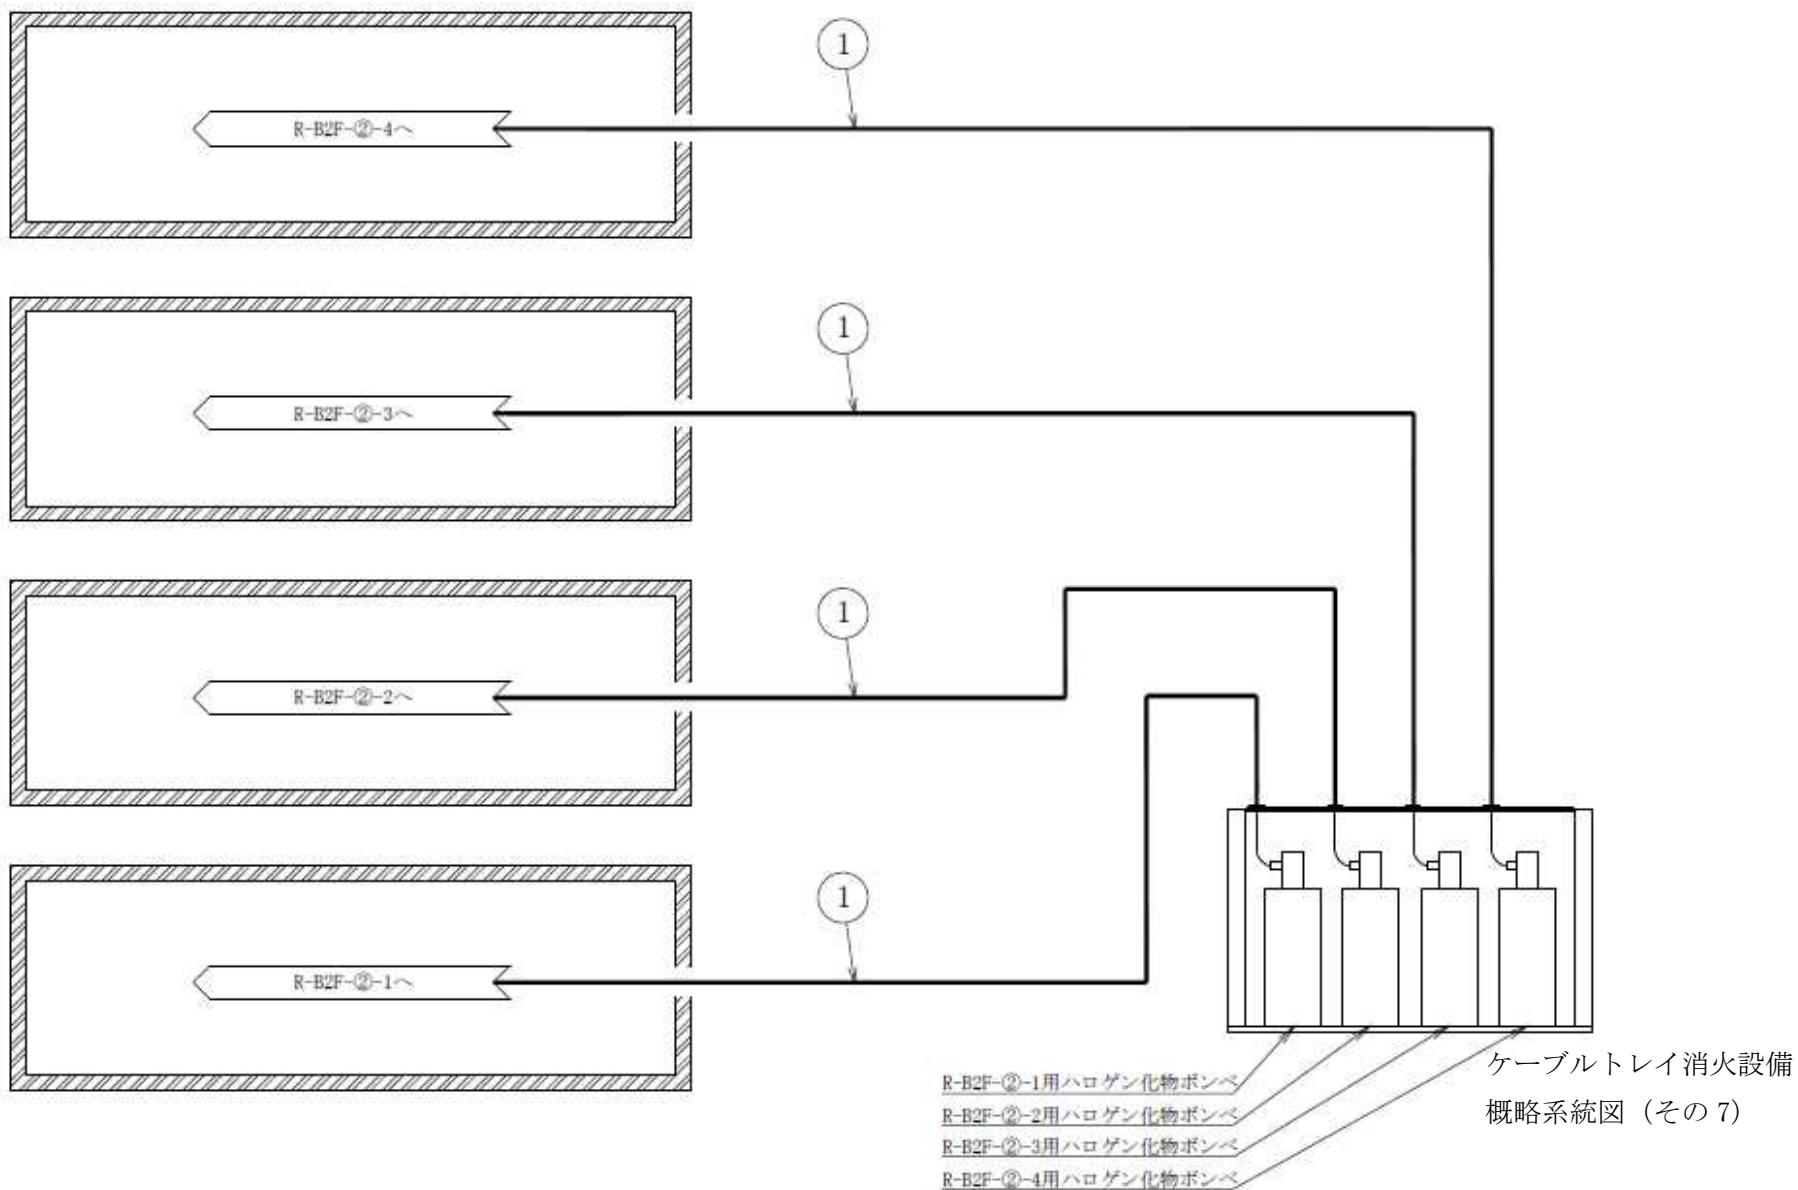 ①
R-B2F-②-4へ
①
R-B2F-②-3へ
①
R-B2F-②-2へ
①
R-B2F-②-1へ
R-B2F-②-1用ハロゲン化物ボンベ
R-B2F-②-2用ハロゲン化物ボンベ
R-B2F-②-3用ハロゲン化物ボンベ
R-B2F-②-4用ハロゲン化物ボンベ
ケーブルトレイ消火設備
概略系統図（その 7）